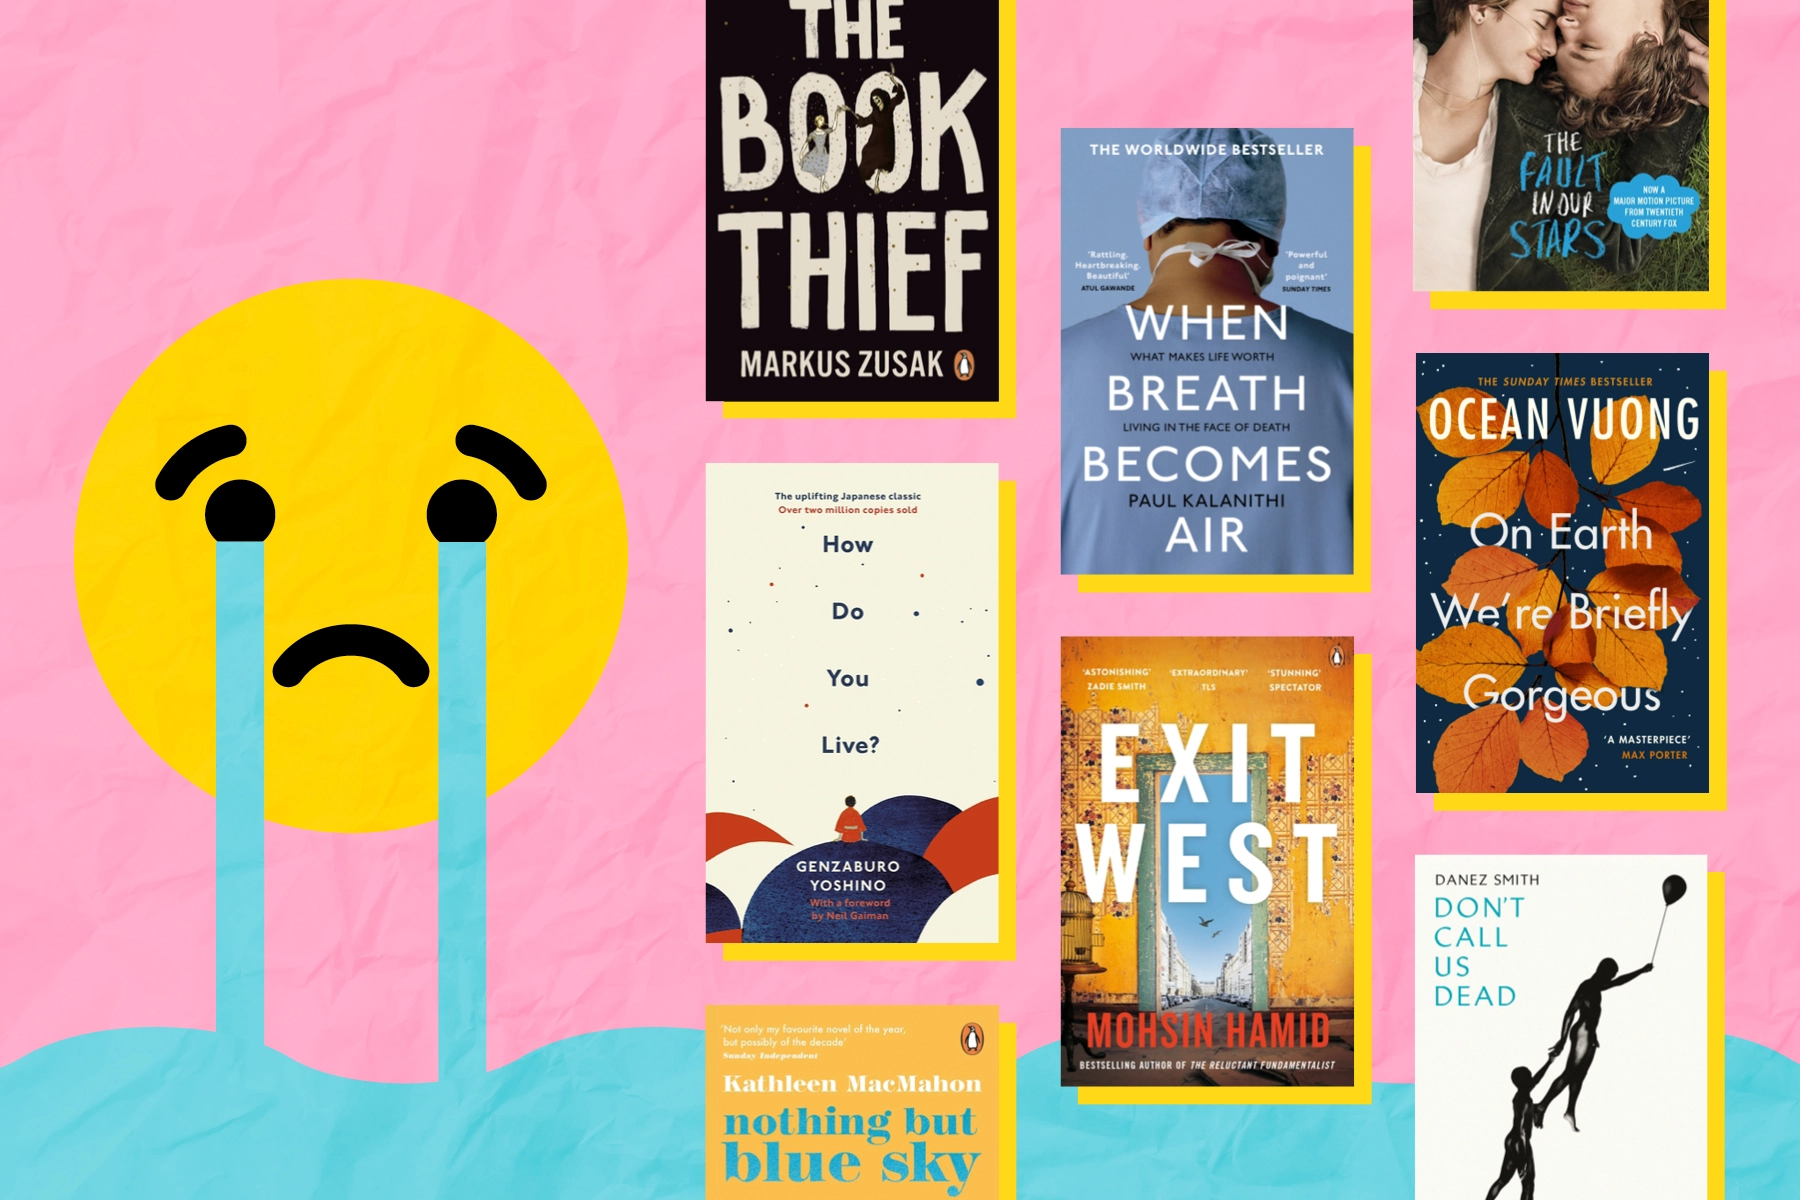 THE
BOOK
THIEF
MARKUS ZUSAK
The uplifting Japanese classic
Over two million copies sold
How
Do
You
Live?
GENZABURO
YOSHINO
With a foreword
by Neil Gaiman
'Not only my favourite novel of the year,
but possibly of the decade'
Sunday Independent
Kathleen MacMahon
nothing but
blue sky
THE WORLDWIDE BESTSELLER
'Rattling.
Heartbreaking.
Beautiful'
ATUL GAWANDE
'Powerful
and
poignant'
SUNDAY TIMES
WHEN
WHAT MAKES LIFE WORTH
BREATH
LIVING IN THE FACE OF DEATH
BECOMES
PAUL KALANITHI
AIR
'ASTONISHING'
ZADIE SMITH
'EXTRAORDINARY'
TLS
'STUNNING'
SPECTATOR
EXIT
WEST
MOHSIN HAMID
BESTSELLING AUTHOR OF THE RELUCTANT FUNDAMENTALIST
THE
FAULT
IN OUR
STARS
NOW A
MAJOR MOTION PICTURE
FROM TWENTIETH
CENTURY FOX
THE SUNDAY TIMES BESTSELLER
OCEAN VUONG
On Earth
We're Briefly
Gorgeous
'A MASTERPIECE'
MAX PORTER
DANEZ SMITH
DON'T
CALL
US
DEAD